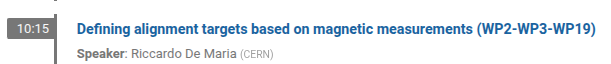 10:15
Defining alignment targets based on magnetic measurements (WP2-WP3-WP19)
Speaker: Riccardo De Maria (CERN)